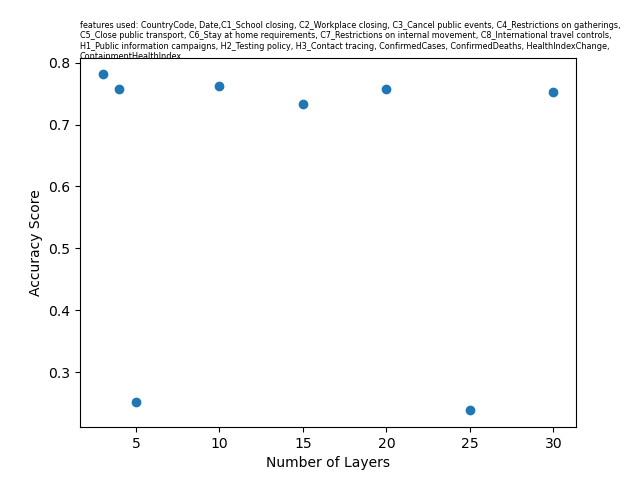 features used: CountryCode, Date,C1_School closing, C2_Workplace closing, C3_Cancel public events, C4_Restrictions on gatherings,
C5_Close public transport, C6_Stay at home requirements, C7_Restrictions on internal movement, C8_International travel controls,
H1_Public information campaigns, H2_Testing policy, H3_Contact tracing, ConfirmedCases, ConfirmedDeaths, HealthIndexChange,
ContainmentHealthIndex
0.8
0.7
0.6
0.5
0.4
0.3
Accuracy Score
5 10 15 20 25 30
Number of Layers